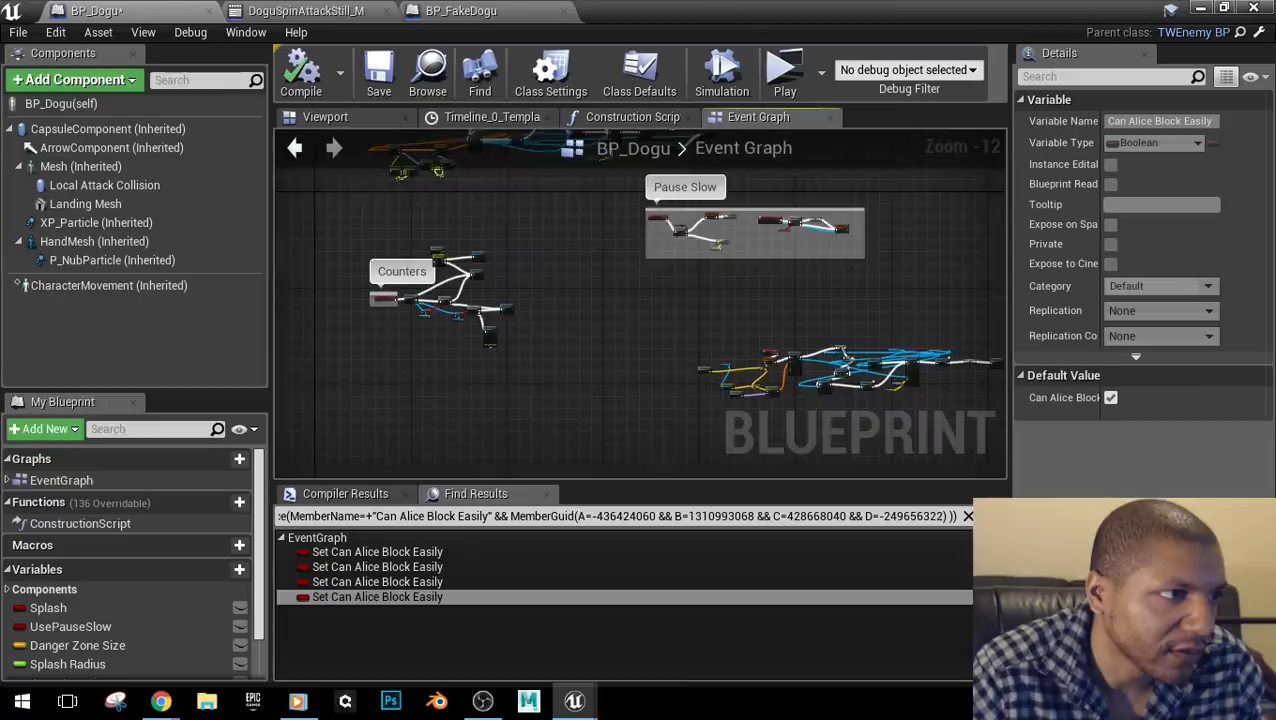 BP_Dogu*
DoguSpinAttackStill_M
BP_FakeDogu
File Edit Asset View Debug Window Help
Parent class: TWEnemy BP
Components
Add Component
Search
BP_Dogu(self)
CapsuleComponent (Inherited)
ArrowComponent (Inherited)
Mesh (Inherited)
Local Attack Collision
Landing Mesh
XP_Particle (Inherited)
HandMesh (Inherited)
P_NubParticle (Inherited)
CharacterMovement (Inherited)
My Blueprint
+Add New
Search
Graphs
EventGraph
Functions (136 Overridable)
ConstructionScript
Macros
Variables
Components
Splash
UsePauseSlow
Danger Zone Size
Splash Radius
Compile
Save
Browse
Find
Class Settings
Class Defaults
Simulation
Play
No debug object selected
Debug Filter
Viewport
Timeline_0_Templa
Construction Scrip
Event Graph
BP_Dogu > Event Graph
Zoom -12
Pause Slow
Counters
BLUEPRINT
Compiler Results
Find Results
:e(MemberName=+"Can Alice Block Easily" && MemberGuid(A=-436424060 && B=1310993068 && C=428668040 && D=-249656322) ))
EventGraph
Set Can Alice Block Easily
Set Can Alice Block Easily
Set Can Alice Block Easily
Set Can Alice Block Easily
Details
Search
Variable
Variable Name Can Alice Block Easily
Variable Type Boolean
Instance Edital
Blueprint Read
Tooltip
Expose on Spa
Private
Expose to Cine
Category Default
Replication None
Replication Co None
Default Value
Can Alice Block
EPIC GAMES
Ps
M